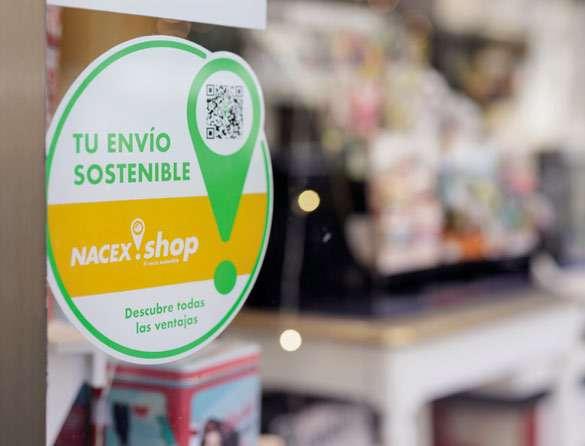 TU ENVÍO
SOSTENIBLE
NACEX shop
Descubre todas
las ventajas